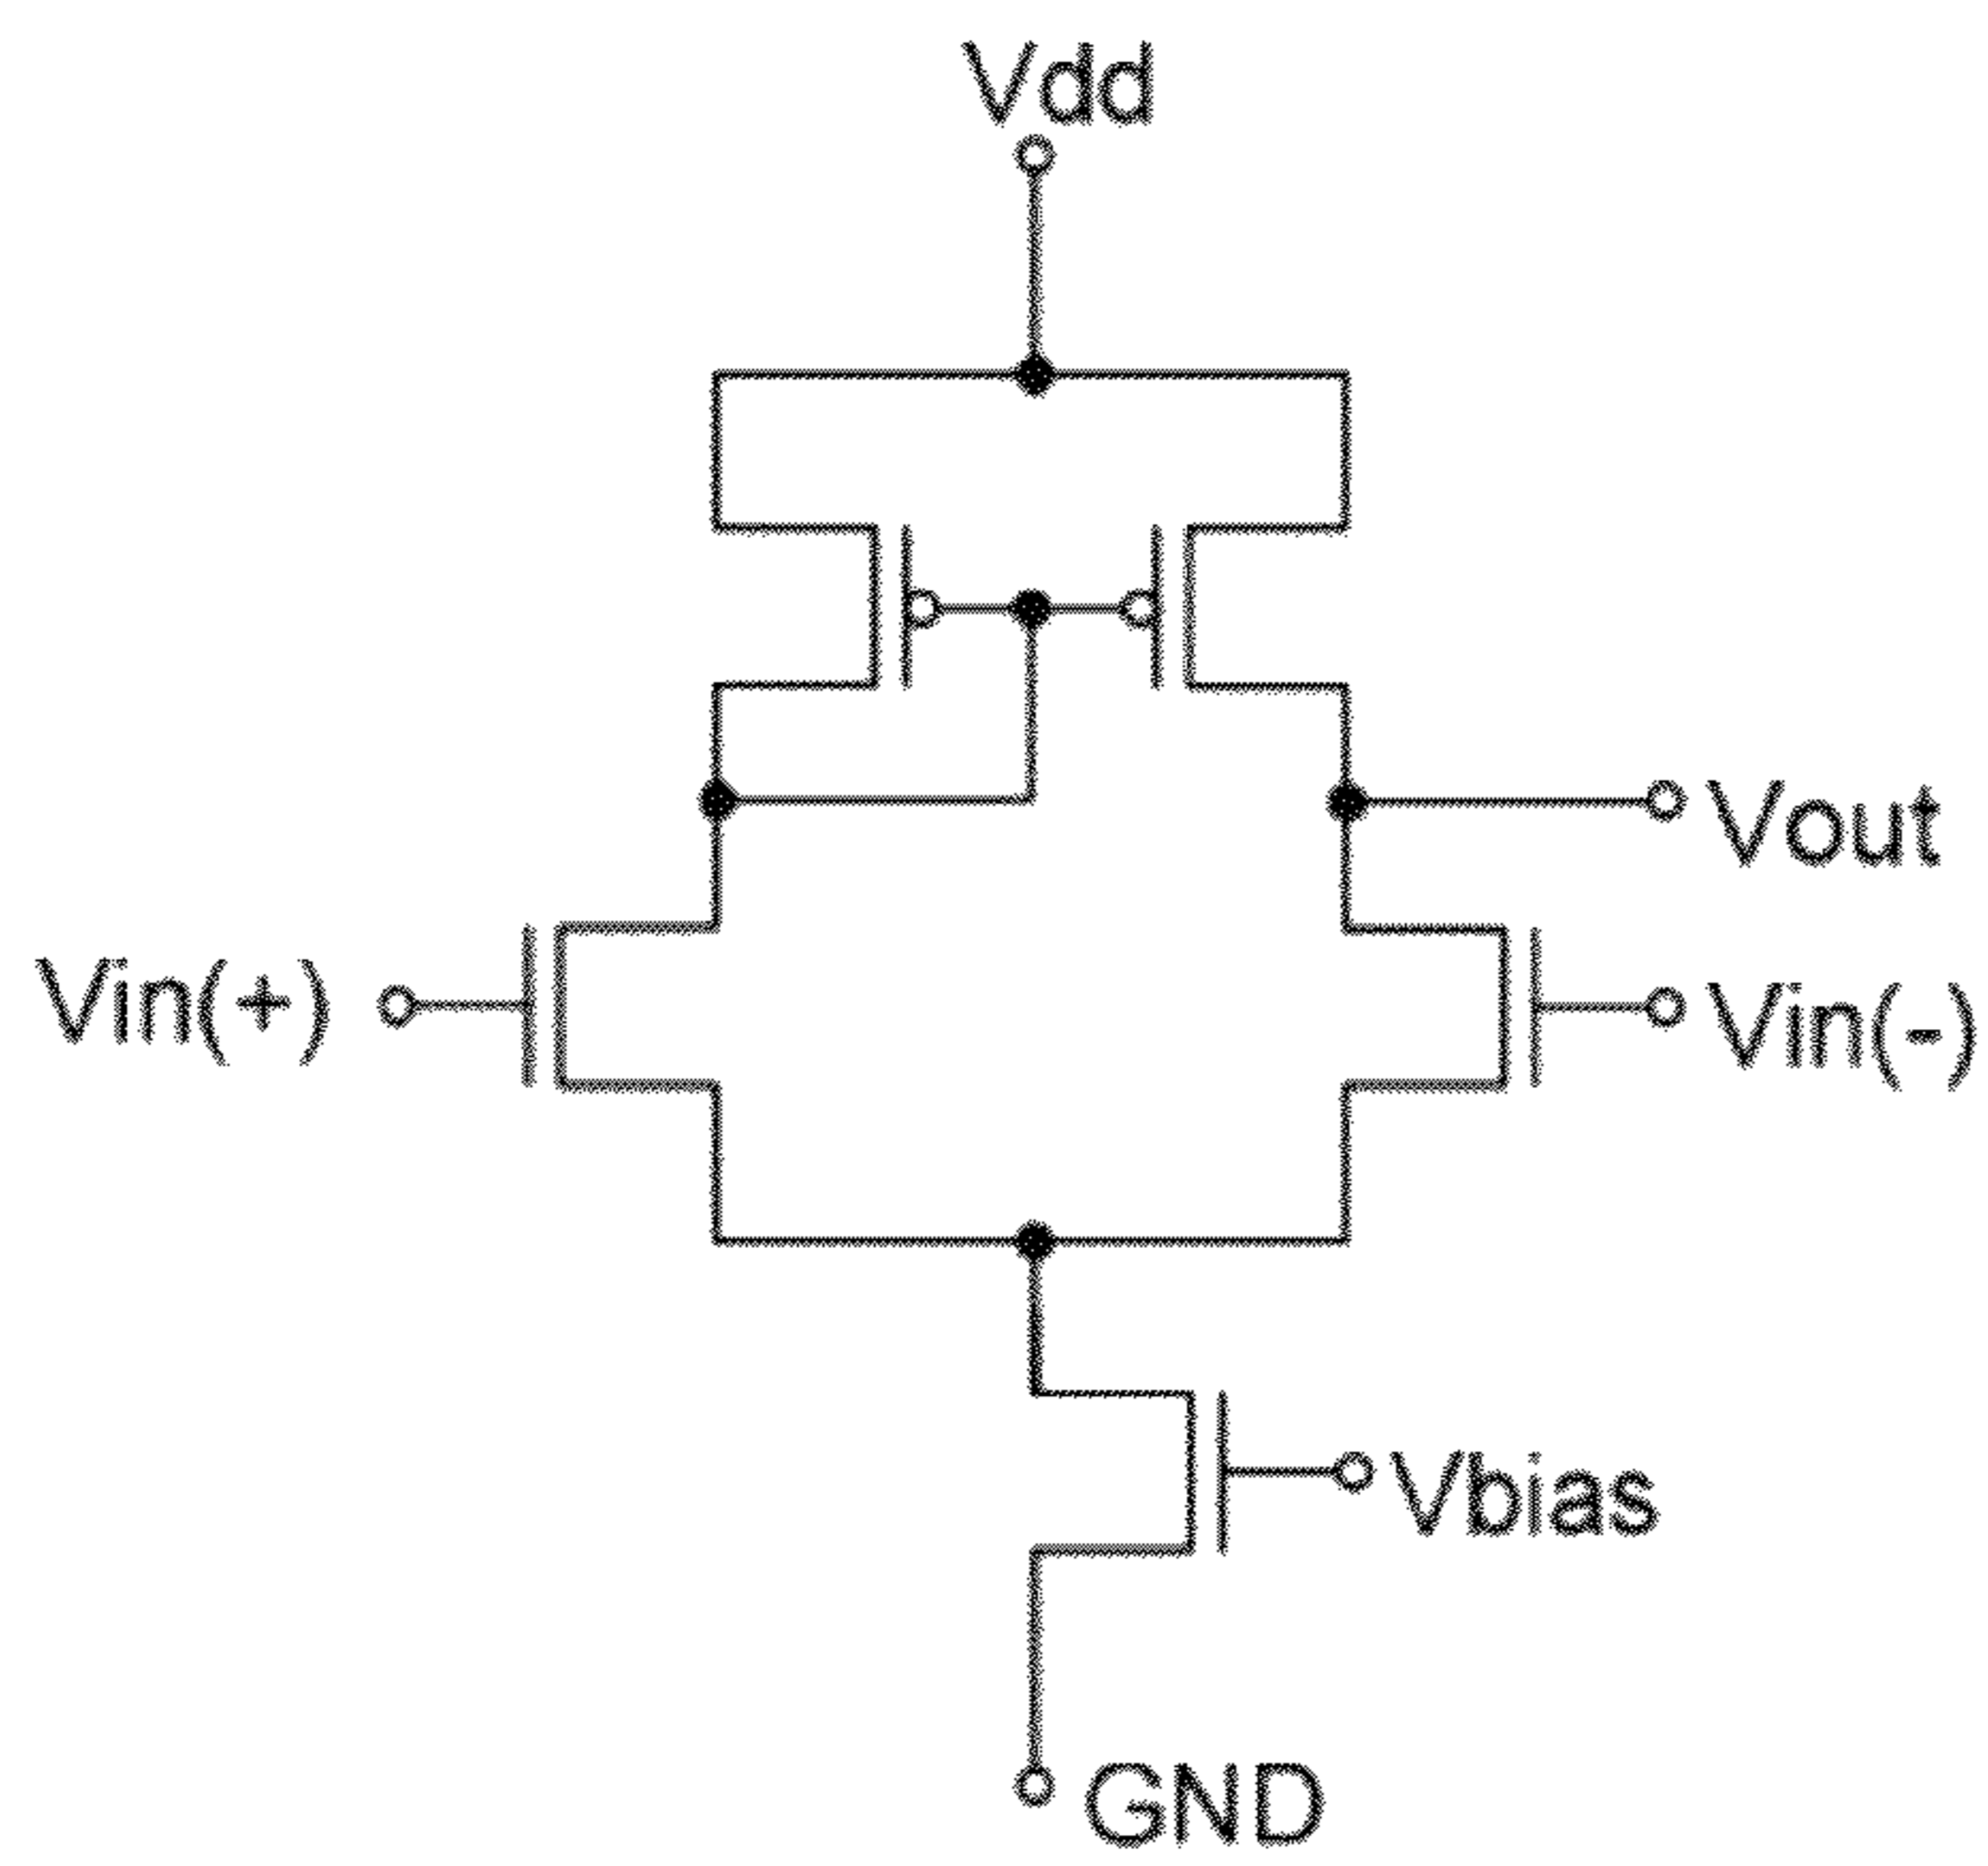 Vdd
Vout
Vin(+)
Vin(-)
Vbias
GND